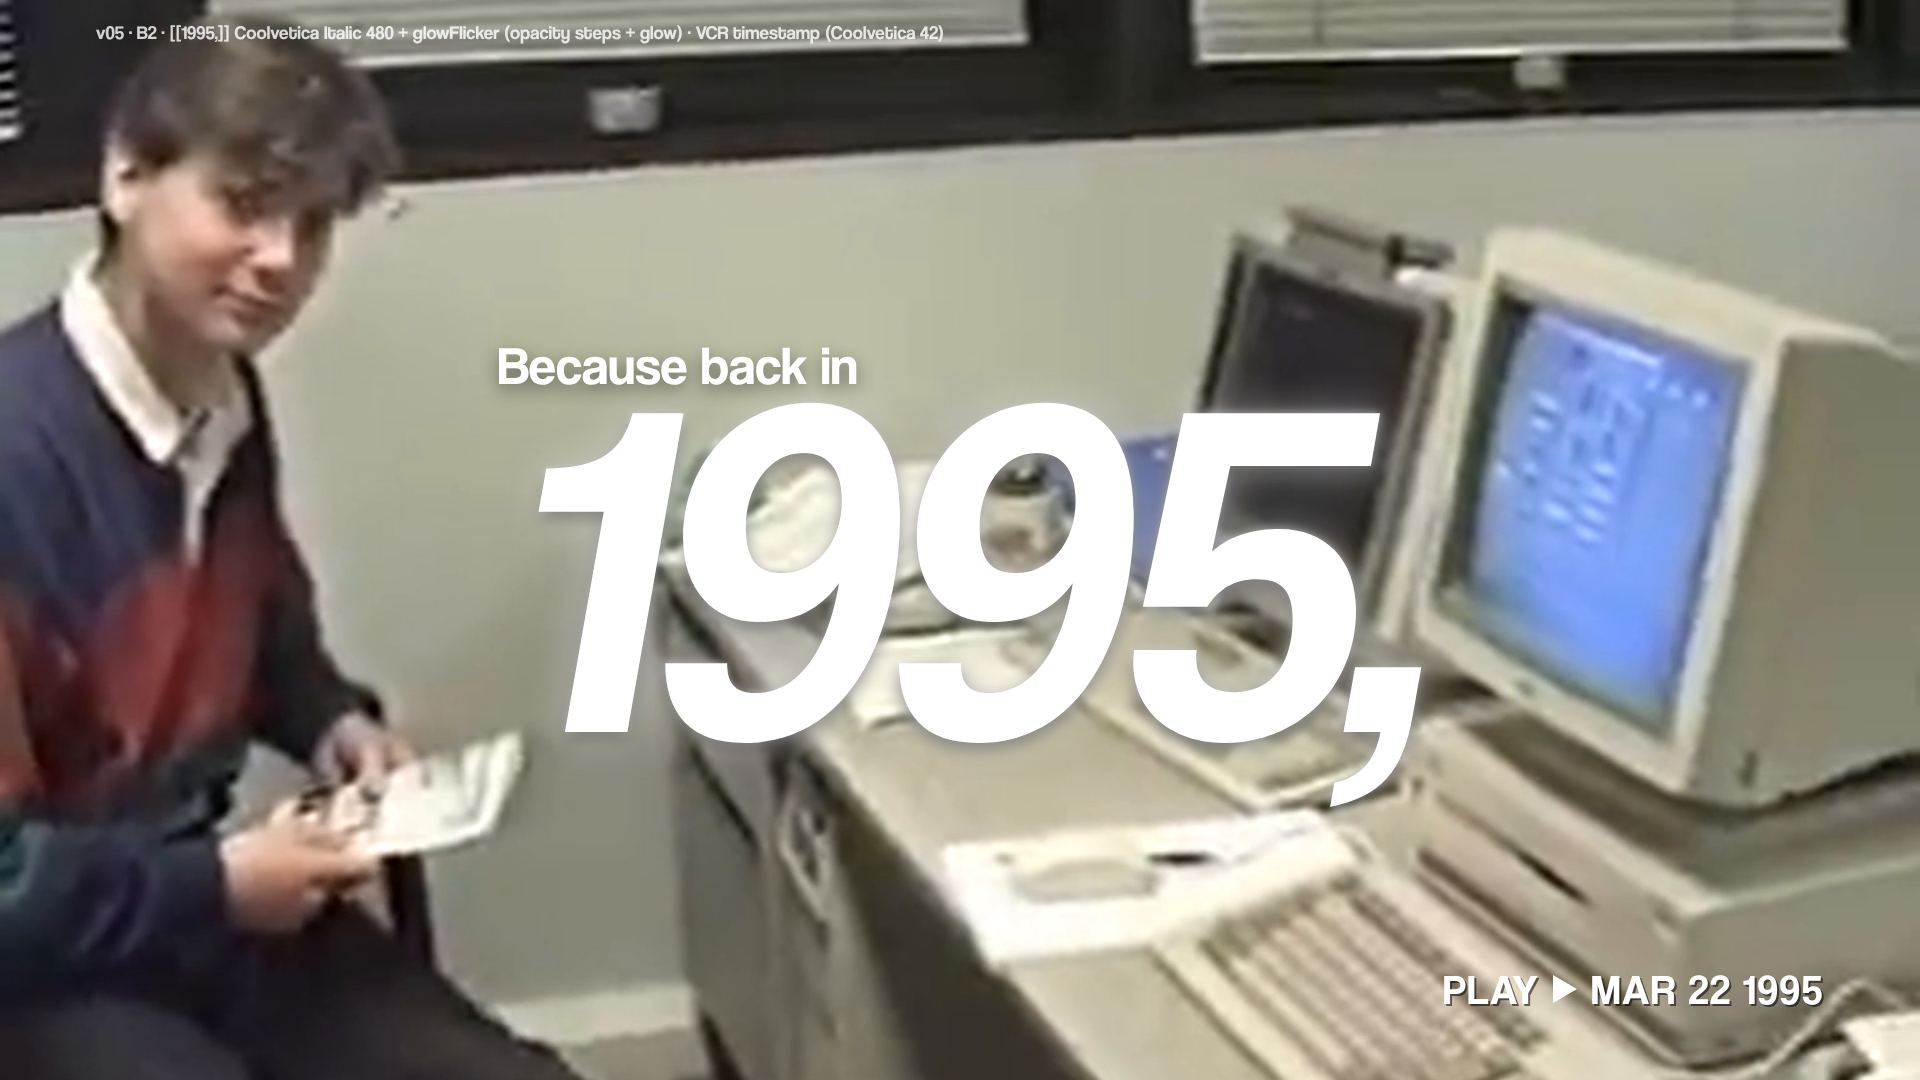 v05 · B2 · [[1995,]] Coolvetica Italic 480 + glowFlicker (opacity steps + glow) · VCR timestamp (Coolvetica 42)
Because back in
1995,
PLAY ▶ MAR 22 1995